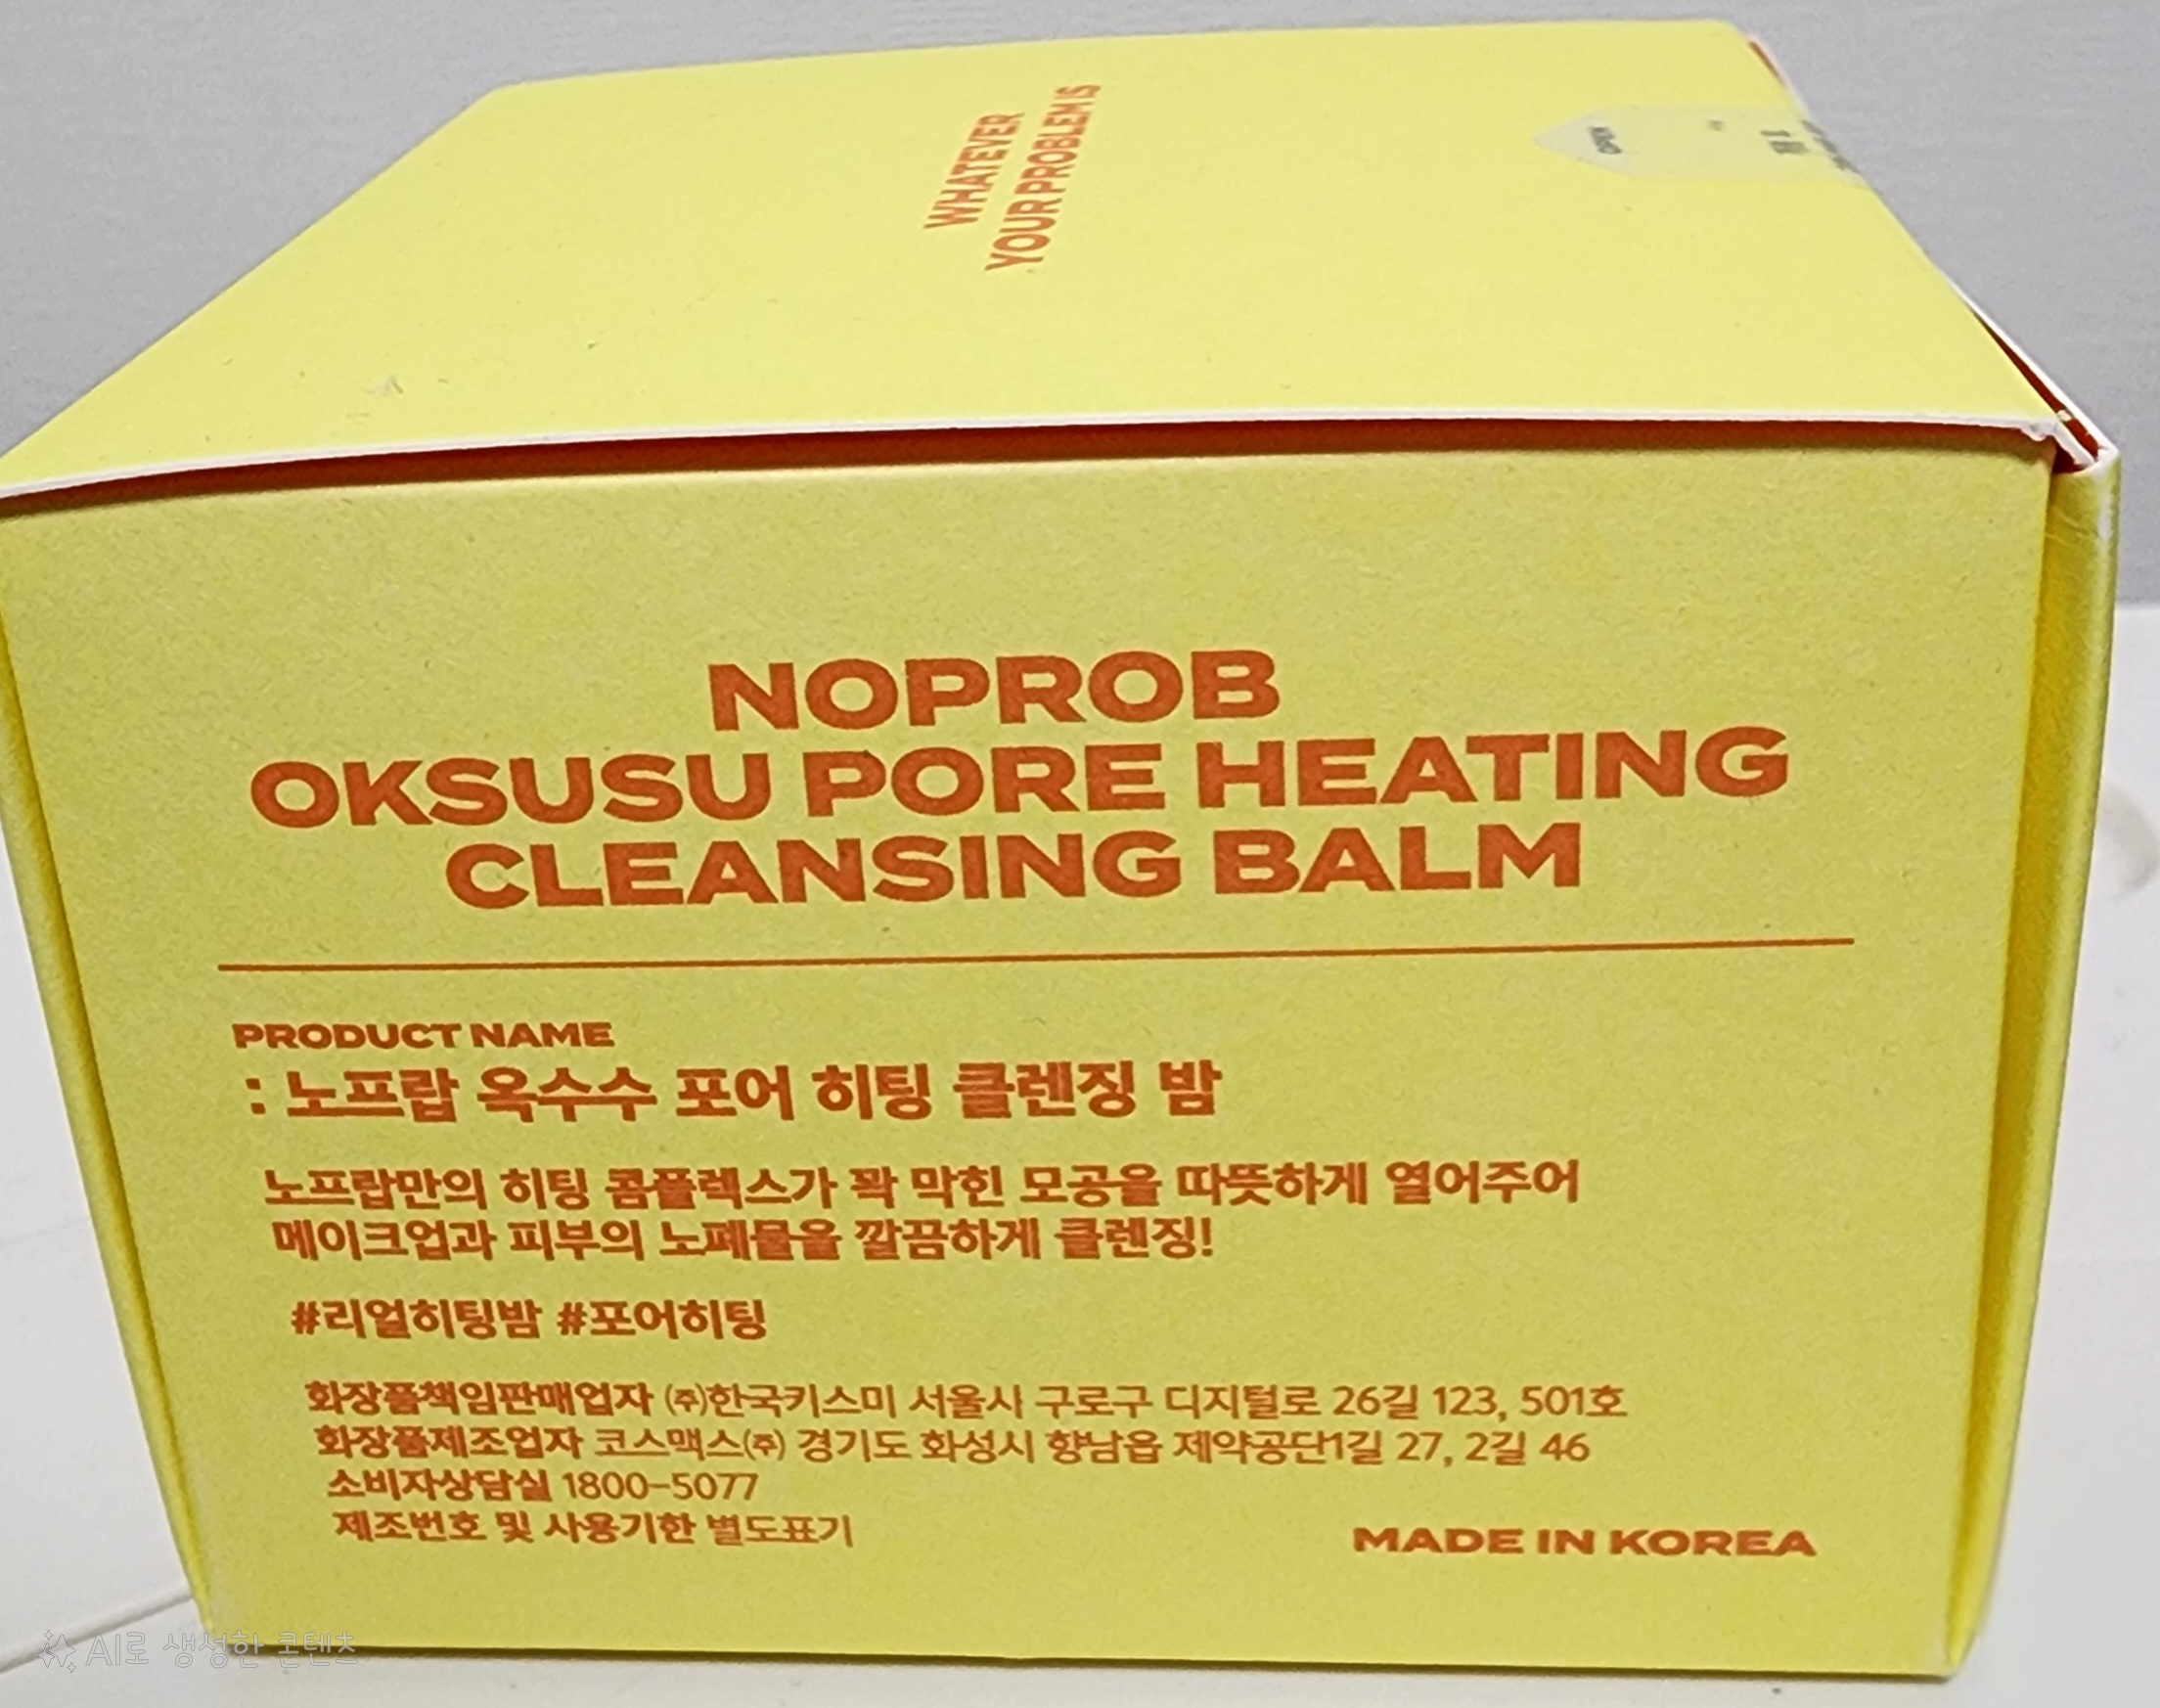 WHATEVER
YOUR PROBLEM IS
OPEN
NOPROB
OKSUSU PORE HEATING
CLEANSING BALM
PRODUCT NAME
: 노프랍 옥수수 포어 히팅 클렌징 밤
노프랍만의 히팅 콤플렉스가 꽉 막힌 모공을 따뜻하게 열어주어
메이크업과 피부의 노폐물을 깔끔하게 클렌징!
#리얼히팅밤 #포어히팅
화장품책임판매업자 ㈜한국키스미 서울시 구로구 디지털로 26길 123, 501호
화장품제조업자 코스맥스㈜ 경기도 화성시 향남읍 제약공단1길 27, 2길 46
소비자상담실 1800-5077
제조번호 및 사용기한 별도표기
MADE IN KOREA
AI로 생성한 콘텐츠